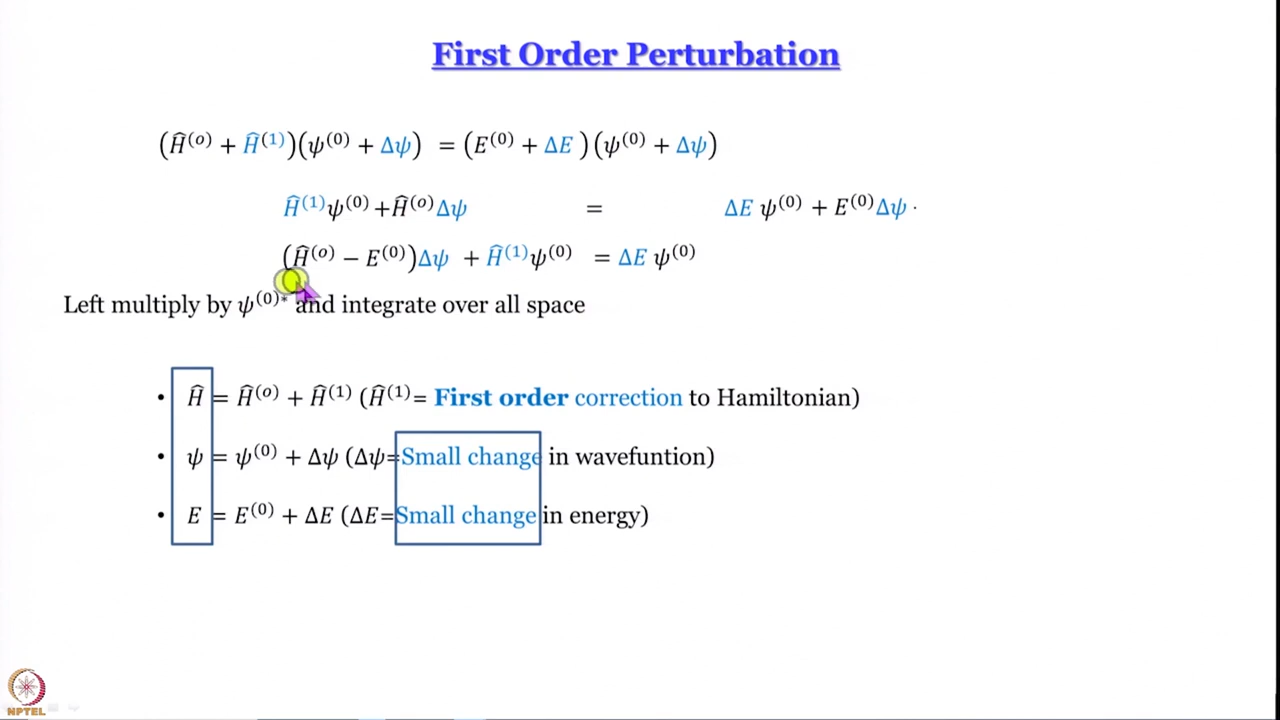 First Order Perturbation
(Ĥ⁽ᵒ⁾ + Ĥ⁽¹⁾)(ψ⁽⁰⁾ + Δψ) = (E⁽⁰⁾ + ΔE )(ψ⁽⁰⁾ + Δψ)
Ĥ⁽¹⁾ψ⁽⁰⁾+Ĥ⁽ᵒ⁾Δψ = ΔE ψ⁽⁰⁾ + E⁽⁰⁾Δψ .
(Ĥ⁽ᵒ⁾ − E⁽⁰⁾)Δψ + Ĥ⁽¹⁾ψ⁽⁰⁾ = ΔE ψ⁽⁰⁾
Left multiply by ψ⁽⁰⁾* and integrate over all space
• Ĥ = Ĥ⁽ᵒ⁾ + Ĥ⁽¹⁾ (Ĥ⁽¹⁾= First order correction to Hamiltonian)
• ψ = ψ⁽⁰⁾ + Δψ (Δψ=Small change in wavefuntion)
• E = E⁽⁰⁾ + ΔE (ΔE=Small change in energy)
NPTEL